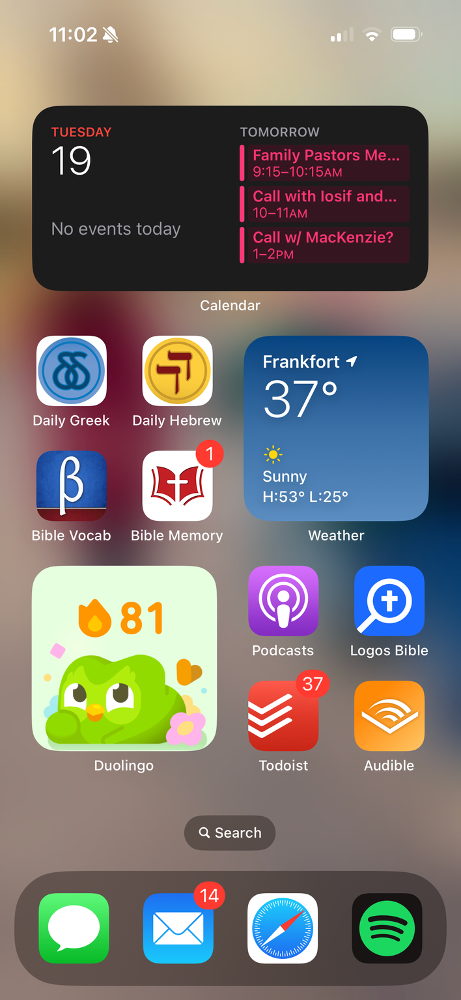 11:02
TUESDAY
19
No events today
TOMORROW
Family Pastors Me...
9:15–10:15AM
Call with Iosif and...
10–11AM
Call w/ MacKenzie?
1–2PM
Calendar
Daily Greek
Daily Hebrew
Frankfort
37°
Sunny
H:53° L:25°
Weather
β
1
Bible Vocab
Bible Memory
81
Duolingo
Podcasts
Logos Bible
37
Todoist
Audible
Search
14